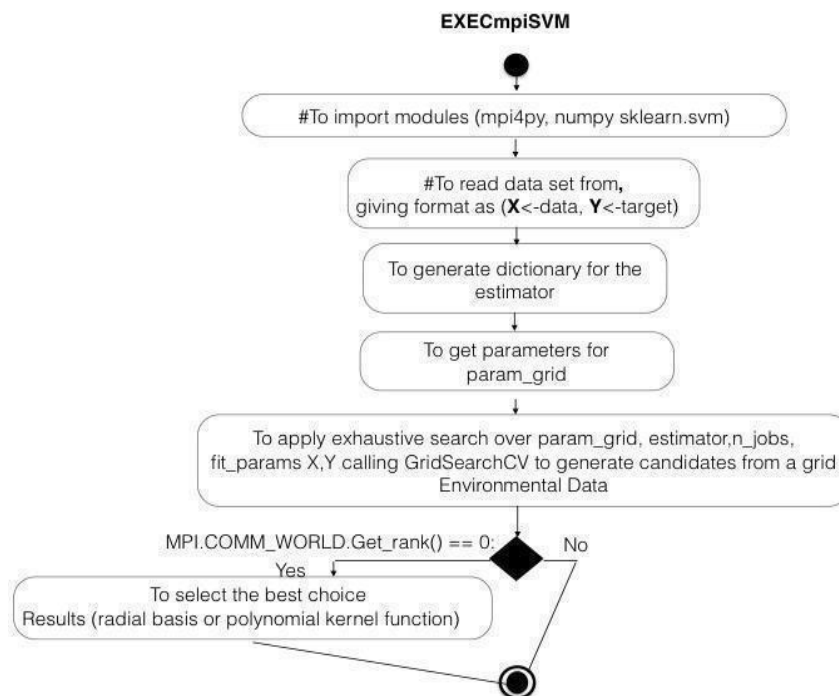 EXECmpiSVM
#To import modules (mpi4py, numpy sklearn.svm)
#To read data set from,
giving format as (X<-data, Y<-target)
To generate dictionary for the
estimator
To get parameters for
param_grid
To apply exhaustive search over param_grid, estimator,n_jobs,
fit_params X,Y calling GridSearchCV to generate candidates from a grid
Environmental Data
MPI.COMM_WORLD.Get_rank() == 0:
No
Yes
To select the best choice
Results (radial basis or polynomial kernel function)